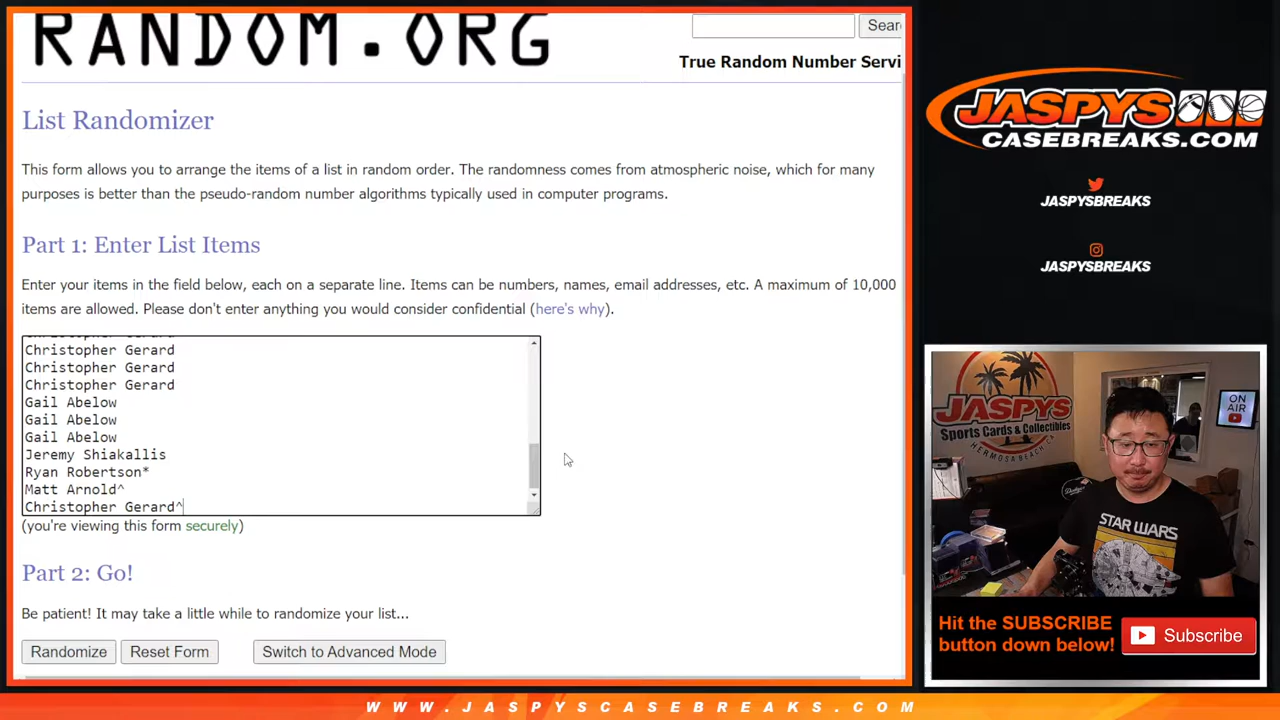 RANDOM.ORG
Sear
True Random Number Servi
List Randomizer
This form allows you to arrange the items of a list in random order. The randomness comes from atmospheric noise, which for many
purposes is better than the pseudo-random number algorithms typically used in computer programs.
Part 1: Enter List Items
Enter your items in the field below, each on a separate line. Items can be numbers, names, email addresses, etc. A maximum of 10,000
items are allowed. Please don't enter anything you would consider confidential (here's why).
Christopher Gerard
Christopher Gerard
Christopher Gerard
Christopher Gerard
Gail Abelow
Gail Abelow
Gail Abelow
Jeremy Shiakallis
Ryan Robertson*
Matt Arnold^
Christopher Gerard^
(you're viewing this form securely)
Part 2: Go!
Be patient! It may take a little while to randomize your list...
Randomize
Reset Form
Switch to Advanced Mode
JASPYS
CASEBREAKS.COM
JASPYSBREAKS
JASPYSBREAKS
JASPYS
Sports Cards & Collectibles
HERMOSA BEACH, CA
ON
AIR
Dodgers
STAR WARS
Hit the SUBSCRIBE
button down below!
Subscribe
WWW.JASPYSCASEBREAKS.COM